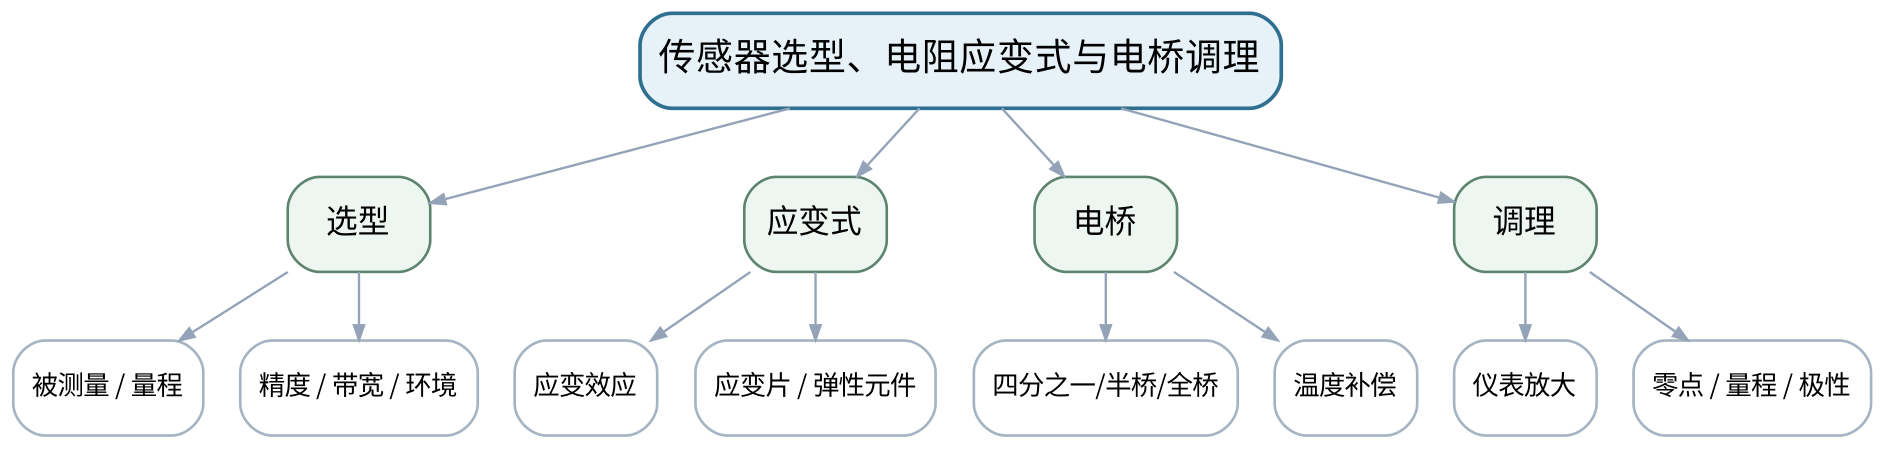 传感器选型、电阻应变式与电桥调理
选型
应变式
电桥
调理
被测量 / 量程
精度 / 带宽 / 环境
应变效应
应变片 / 弹性元件
四分之一/半桥/全桥
温度补偿
仪表放大
零点 / 量程 / 极性